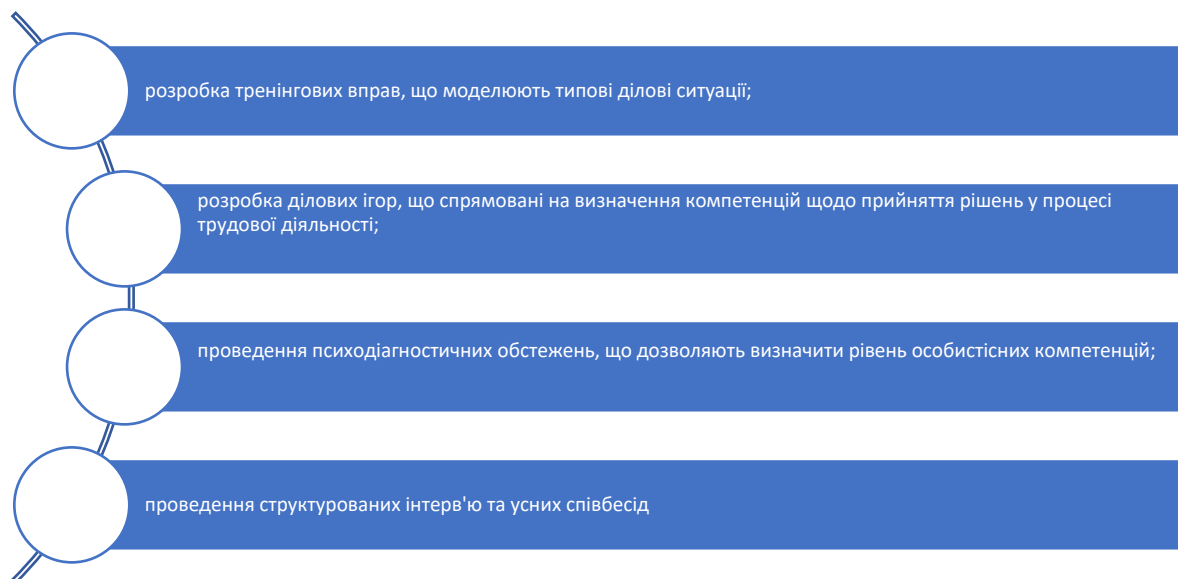 розробка тренінгових вправ, що моделюють типові ділові ситуації;
розробка ділових ігор, що спрямовані на визначення компетенцій щодо прийняття рішень у процесі
трудової діяльності;
проведення психодіагностичних обстежень, що дозволяють визначити рівень особистісних компетенцій;
проведення структурованих інтерв'ю та усних співбесід